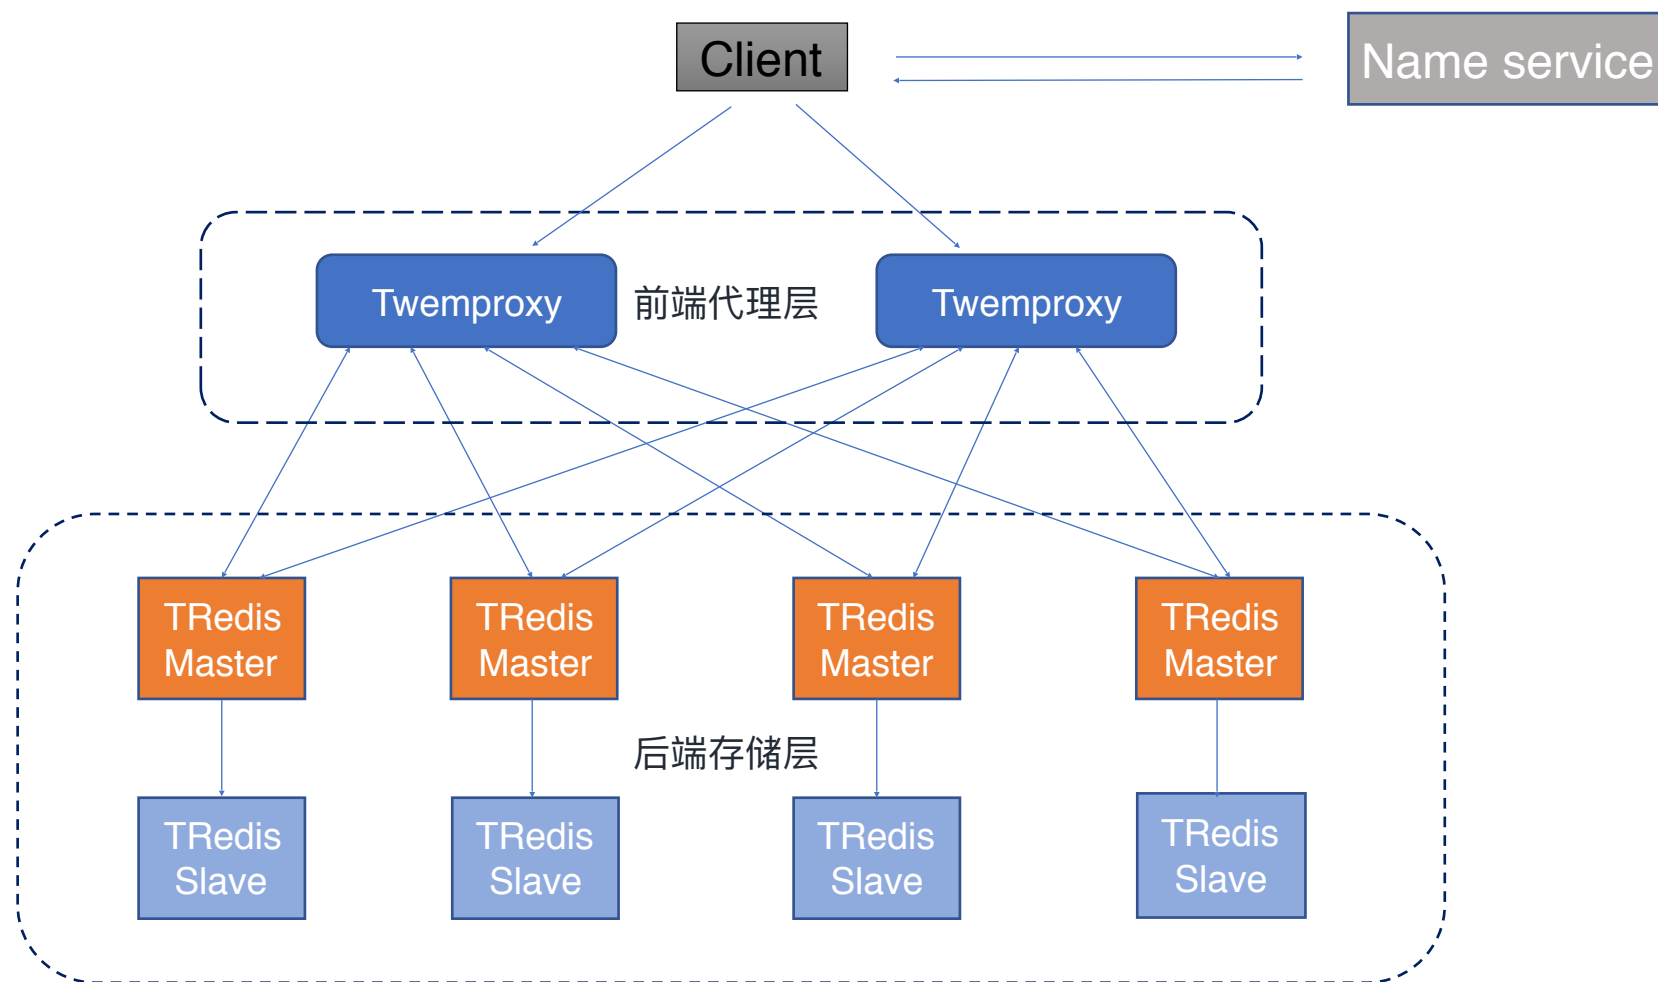 Client
Name service
Twemproxy
前端代理层
Twemproxy
TRedis
Master
TRedis
Master
TRedis
Master
TRedis
Master
后端存储层
TRedis
Slave
TRedis
Slave
TRedis
Slave
TRedis
Slave